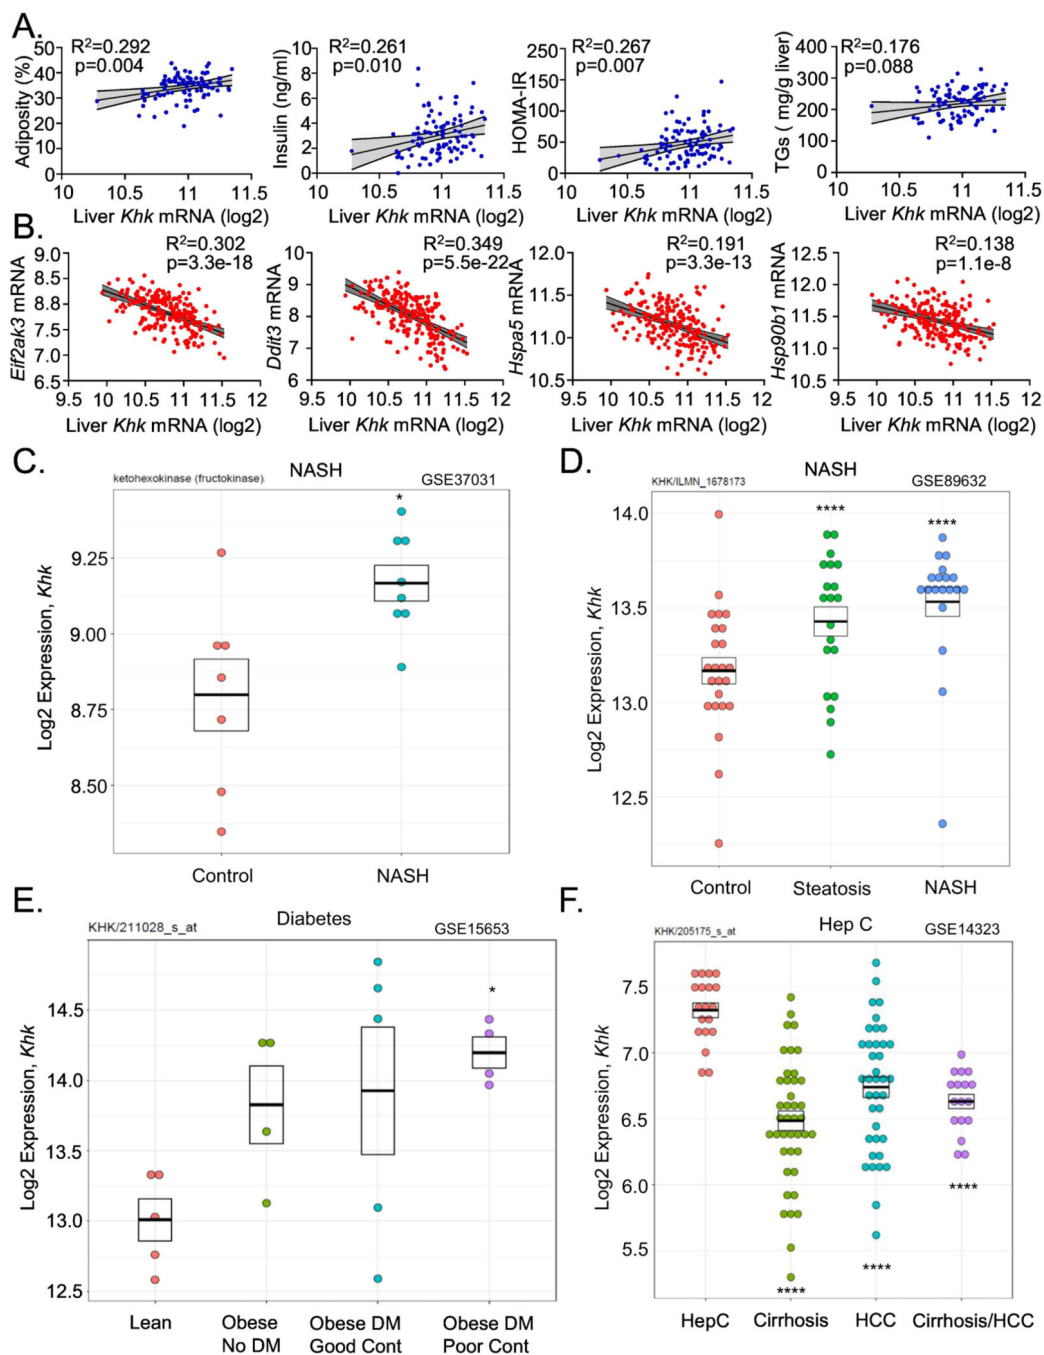 A.
R²=0.292
p=0.004
50
40
30
20
10
0
Adiposity (%)
10 10.5 11 11.5
Liver Khk mRNA (log2)
R²=0.261
p=0.010
10
8
6
4
2
0
Insulin (ng/ml)
10 10.5 11 11.5
Liver Khk mRNA (log2)
R²=0.267
p=0.007
250
200
150
100
50
0
HOMA-IR
10 10.5 11 11.5
Liver Khk mRNA (log2)
R²=0.176
p=0.088
400
300
200
100
0
TGs ( mg/g liver)
10 10.5 11 11.5
Liver Khk mRNA (log2)
B.
R²=0.302
p=3.3e-18
9.0
8.8
7.5
7.0
6.5
Eif2ak3 mRNA
9.5 10 10.5 11 11.5 12
Liver Khk mRNA (log2)
R²=0.349
p=5.5e-22
10
9
8
7
6
Ddit3 mRNA
9.5 10 10.5 11 11.5 12
Liver Khk mRNA (log2)
R²=0.191
p=3.3e-13
12.0
11.5
11.0
10.5
Hspa5 mRNA
9.5 10 10.5 11 11.5 12
Liver Khk mRNA (log2)
R²=0.138
p=1.1e-8
12.5
12.0
11.5
11.0
10.5
Hsp90b1 mRNA
9.5 10 10.5 11 11.5 12
Liver Khk mRNA (log2)
C.
NASH
ketohexokinase (fructokinase)
GSE37031
*
9.25
9.00
8.75
8.50
Log2 Expression, Khk
Control NASH
D.
NASH
KHK/ILMN_1678173
GSE89632
**** ****
14.0
13.5
13.0
12.5
Log2 Expression, Khk
Control Steatosis NASH
E.
Diabetes
KHK/211028_s_at
GSE15653
*
14.5
14.0
13.5
13.0
12.5
Log2 Expression, Khk
Lean
Obese
No DM
Obese DM
Good Cont
Obese DM
Poor Cont
F.
Hep C
KHK/205175_s_at
GSE14323
7.5
7.0
6.5
6.0
5.5
Log2 Expression, Khk
**** **** ****
HepC Cirrhosis HCC Cirrhosis/HCC